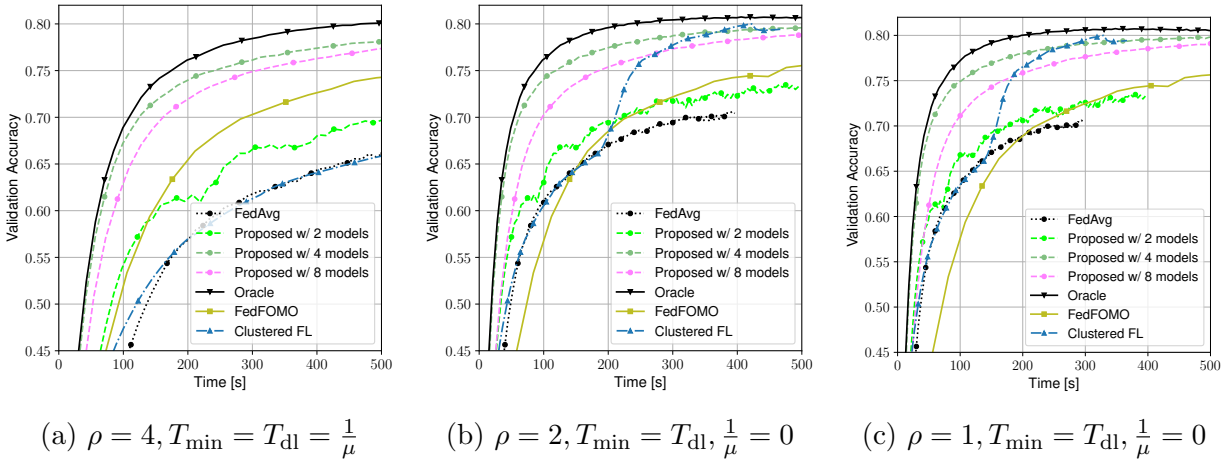 0.80
0.75
0.70
0.65
0.60
0.55
0.50
0.45
Validation Accuracy
0 100 200 300 400 500
Time [s]
FedAvg
Proposed w/ 2 models
Proposed w/ 4 models
Proposed w/ 8 models
Oracle
FedFOMO
Clustered FL
(a) ρ = 4, T_min = T_dl = 1/μ
0.80
0.75
0.70
0.65
0.60
0.55
0.50
0.45
Validation Accuracy
0 100 200 300 400 500
Time [s]
FedAvg
Proposed w/ 2 models
Proposed w/ 4 models
Proposed w/ 8 models
Oracle
FedFOMO
Clustered FL
(b) ρ = 2, T_min = T_dl, 1/μ = 0
0.80
0.75
0.70
0.65
0.60
0.55
0.50
0.45
Validation Accuracy
0 100 200 300 400 500
Time [s]
FedAvg
Proposed w/ 2 models
Proposed w/ 4 models
Proposed w/ 8 models
Oracle
FedFOMO
Clustered FL
(c) ρ = 1, T_min = T_dl, 1/μ = 0